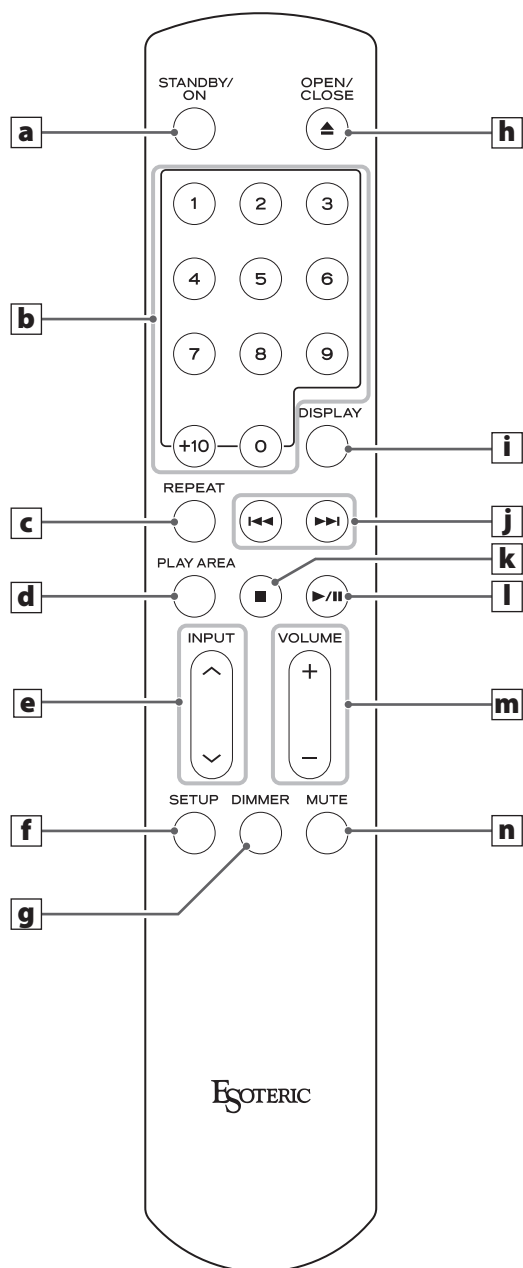 STANDBY/
ON
OPEN/
CLOSE
a
h
1 2 3
4 5 6
b
7 8 9
DISPLAY
+10 0
i
REPEAT
c
j
PLAY AREA
k
d
l
INPUT VOLUME
+
e
m
−
SETUP DIMMER MUTE
f
n
g
ESOTERIC